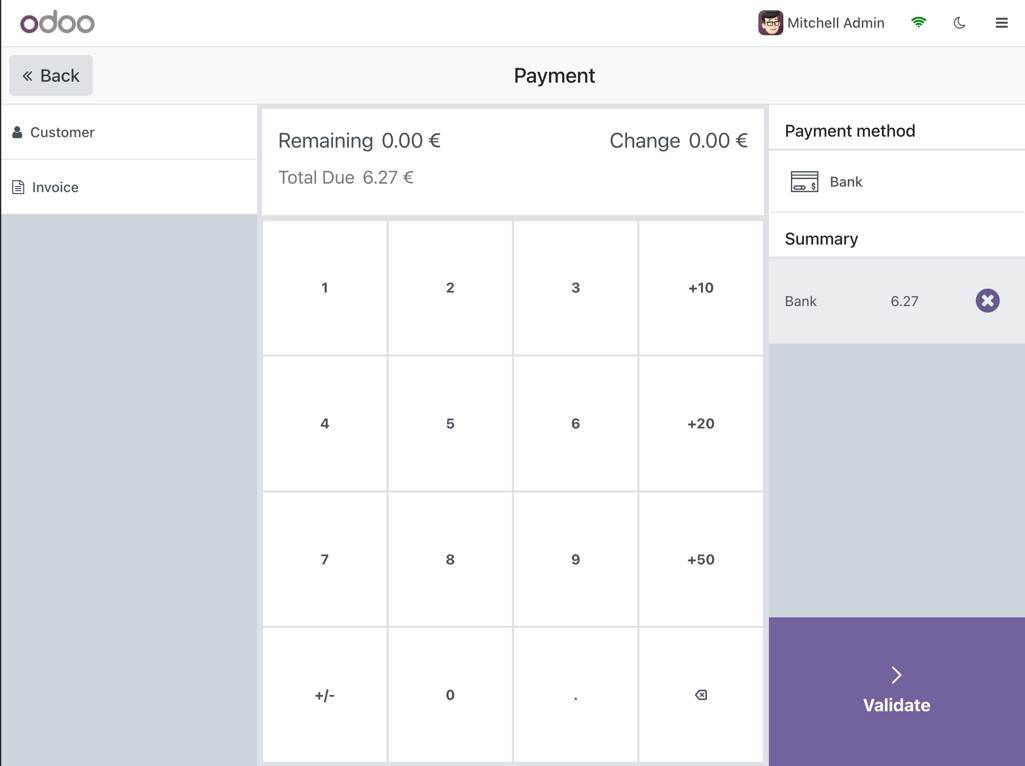 odoo
Mitchell Admin
Back
Payment
Customer
Invoice
Remaining 0.00 €
Change 0.00 €
Total Due 6.27 €
1
2
3
+10
4
5
6
+20
7
8
9
+50
+/-
0
.
Payment method
Bank
Summary
Bank 6.27
Validate